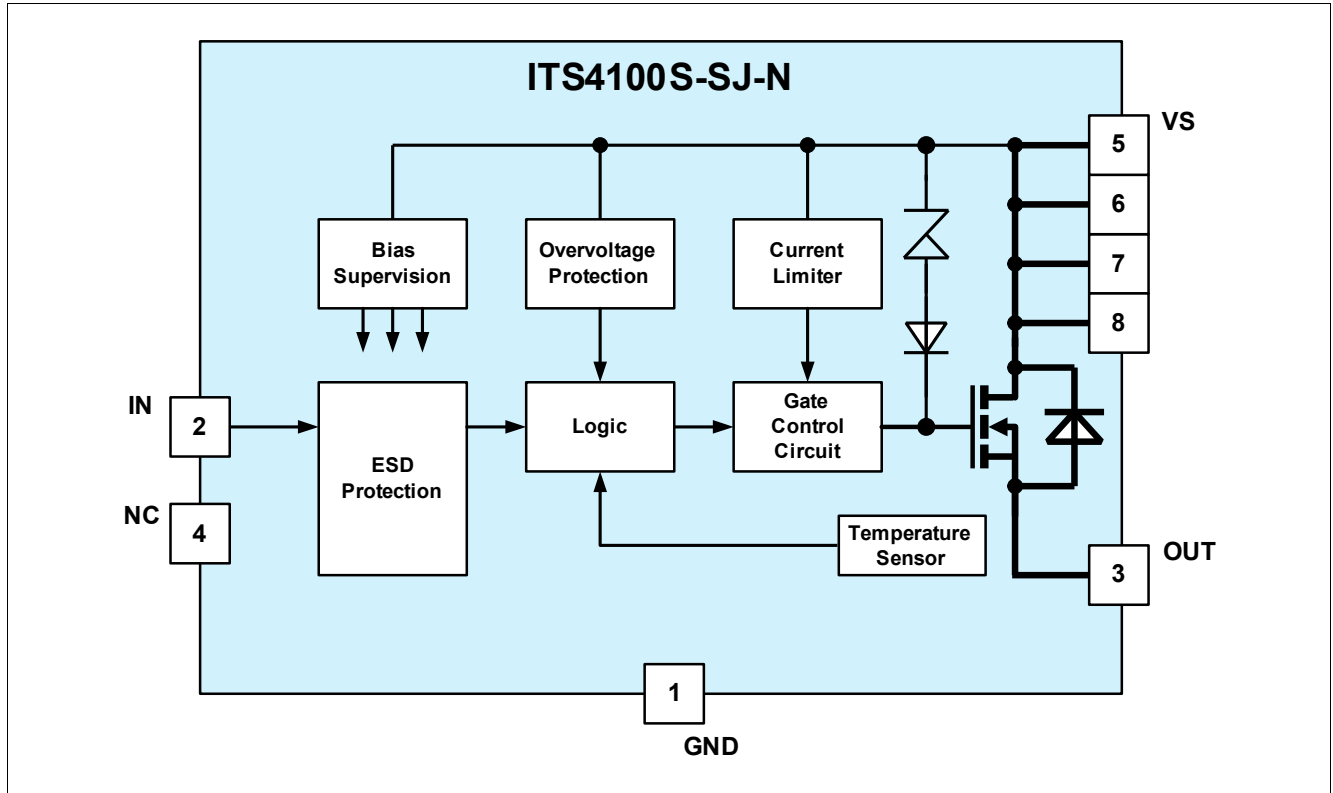 ITS4100S-SJ-N
VS
5
6
7
8
Bias
Supervision
Overvoltage
Protection
Current
Limiter
IN
2
NC
4
ESD
Protection
Logic
Gate
Control
Circuit
Temperature
Sensor
OUT
3
1
GND